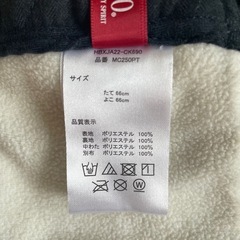 O.
Y SPIRIT
HBXJA22-CK690
品番 MC250PT
サイズ
たて 66cm
よこ 66cm
品質表示
表地 ポリエステル 100%
裏地 ポリエステル 100%
中わた ポリエステル 100%
別布 ポリエステル 100%